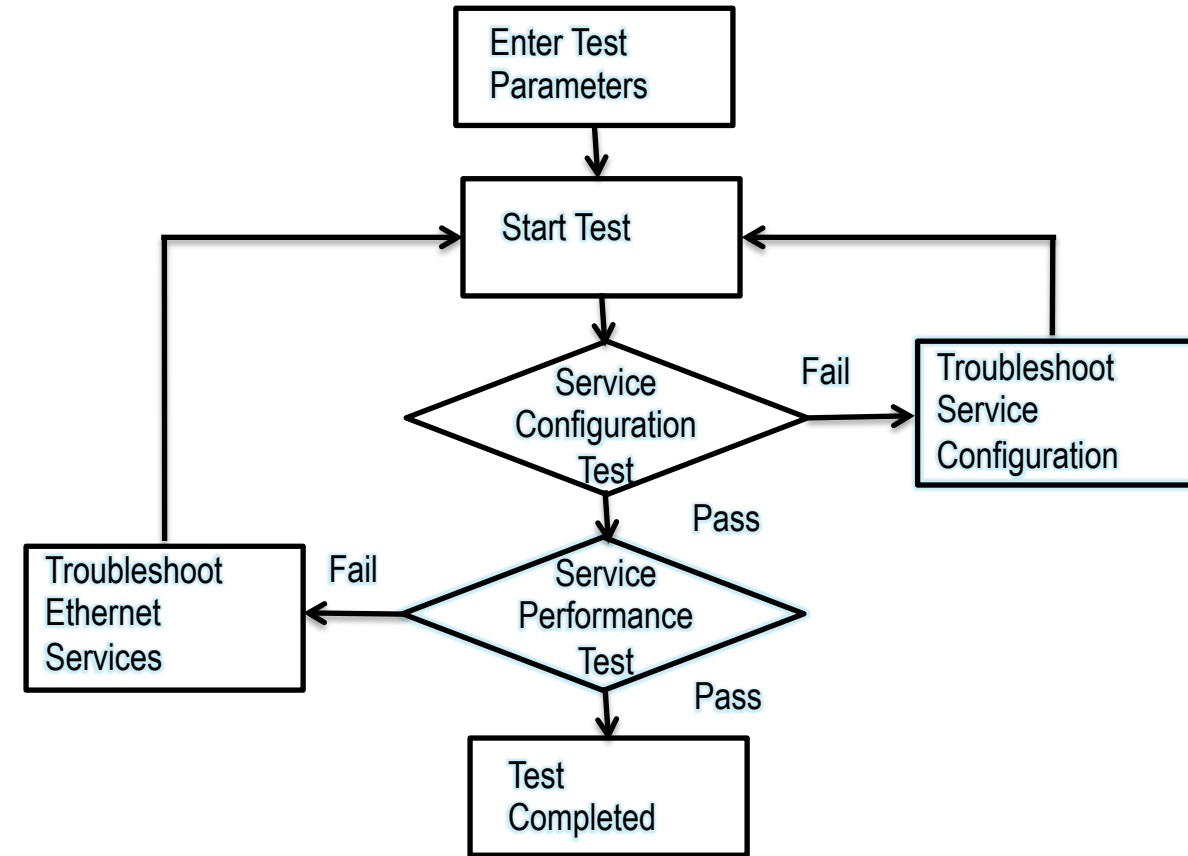 Enter Test
Parameters
Start Test
Service
Configuration
Test
Fail
Troubleshoot
Service
Configuration
Pass
Troubleshoot
Ethernet
Services
Fail
Service
Performance
Test
Pass
Test
Completed